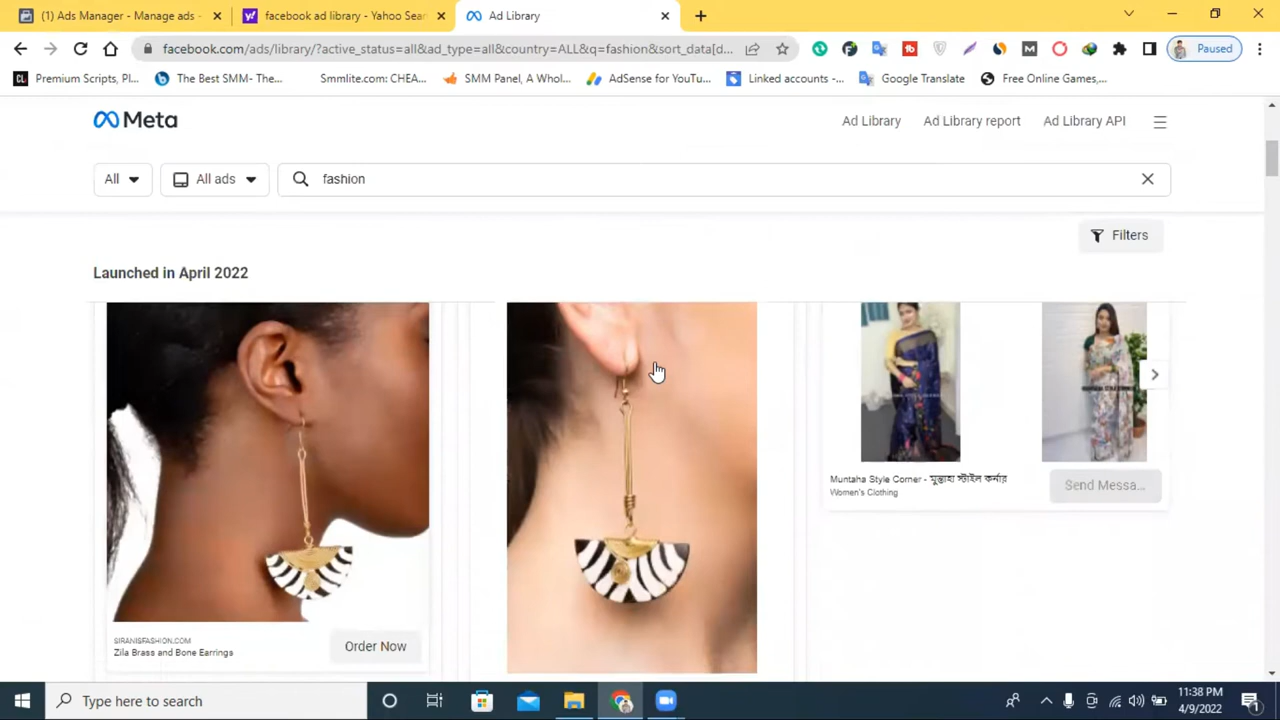 (1) Ads Manager - Manage ads -
facebook ad library - Yahoo Sear
Ad Library
facebook.com/ads/library/?active_status=all&ad_type=all&country=ALL&q=fashion&sort_data[d...
Paused
Premium Scripts, Pl...
The Best SMM- The...
Smmlite.com: CHEA...
SMM Panel, A Whol...
AdSense for YouTu...
Linked accounts -...
Google Translate
Free Online Games,...
Meta
Ad Library
Ad Library report
Ad Library API
All
All ads
fashion
Filters
Launched in April 2022
MUNTAHA STYLE CORNER
Muntaha Style Corner - মুন্তাহা স্টাইল কর্নার
Women's Clothing
Send Messa...
SIRANISFASHION.COM
Zila Brass and Bone Earrings
Order Now
Type here to search
11:38 PM
4/9/2022
1